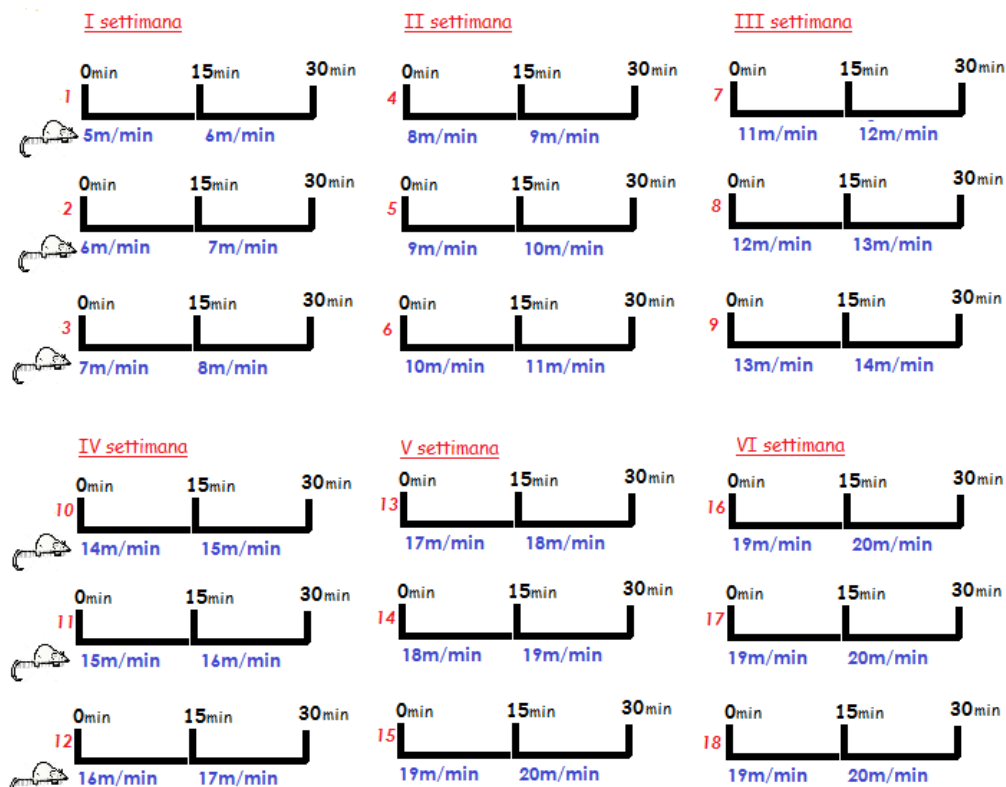 I settimana
II settimana
III settimana
0min 15min 30min
0min 15min 30min
0min 15min 30min
1
4
7
5m/min 6m/min
8m/min 9m/min
11m/min 12m/min
0min 15min 30min
0min 15min 30min
0min 15min 30min
2
5
8
6m/min 7m/min
9m/min 10m/min
12m/min 13m/min
0min 15min 30min
0min 15min 30min
0min 15min 30min
3
6
9
7m/min 8m/min
10m/min 11m/min
13m/min 14m/min
IV settimana
V settimana
VI settimana
0min 15min 30min
0min 15min 30min
0min 15min 30min
10
13
16
14m/min 15m/min
17m/min 18m/min
19m/min 20m/min
0min 15min 30min
0min 15min 30min
0min 15min 30min
11
14
17
15m/min 16m/min
18m/min 19m/min
19m/min 20m/min
0min 15min 30min
0min 15min 30min
0min 15min 30min
12
15
18
16m/min 17m/min
19m/min 20m/min
19m/min 20m/min